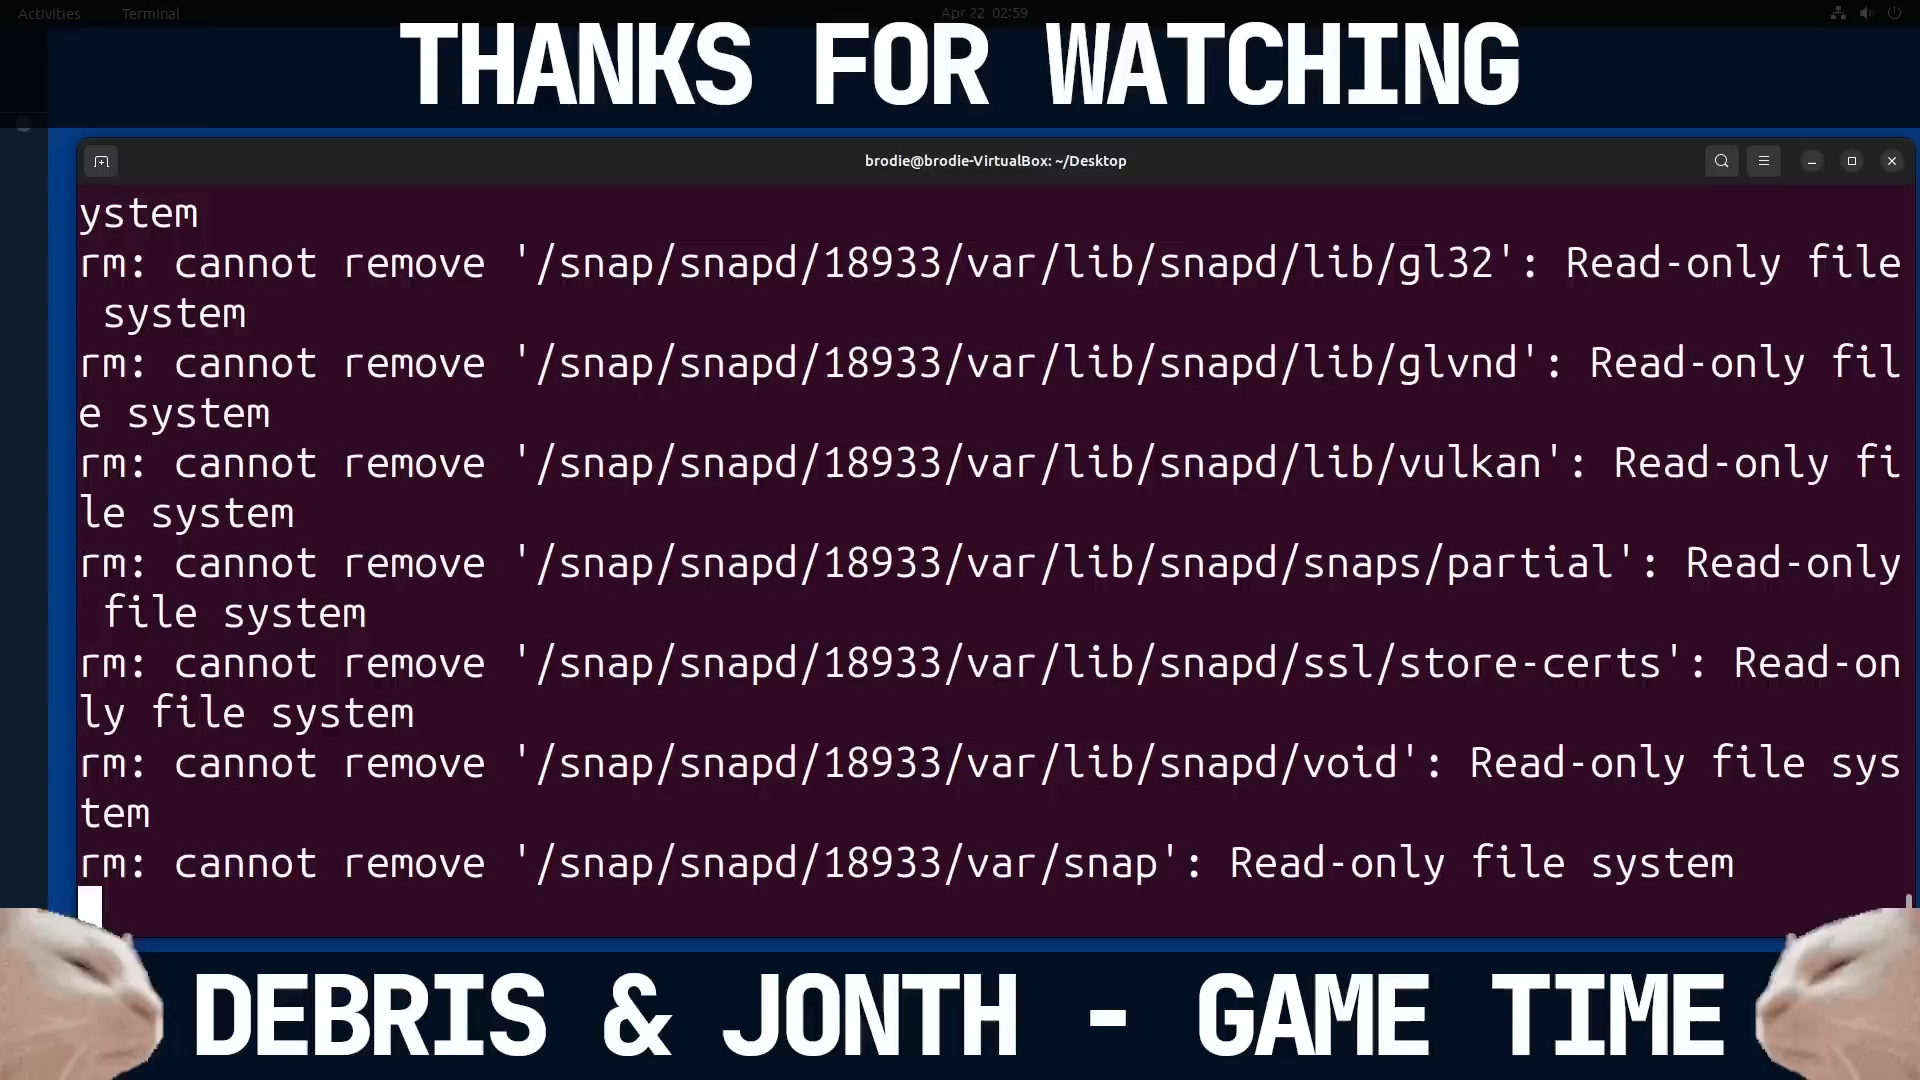 Activities Terminal Apr 22 02:59
THANKS FOR WATCHING
brodie@brodie-VirtualBox: ~/Desktop
ystem
rm: cannot remove '/snap/snapd/18933/var/lib/snapd/lib/gl32': Read-only file
 system
rm: cannot remove '/snap/snapd/18933/var/lib/snapd/lib/glvnd': Read-only fil
e system
rm: cannot remove '/snap/snapd/18933/var/lib/snapd/lib/vulkan': Read-only fi
le system
rm: cannot remove '/snap/snapd/18933/var/lib/snapd/snaps/partial': Read-only
 file system
rm: cannot remove '/snap/snapd/18933/var/lib/snapd/ssl/store-certs': Read-on
ly file system
rm: cannot remove '/snap/snapd/18933/var/lib/snapd/void': Read-only file sys
tem
rm: cannot remove '/snap/snapd/18933/var/snap': Read-only file system
DEBRIS & JONTH - GAME TIME